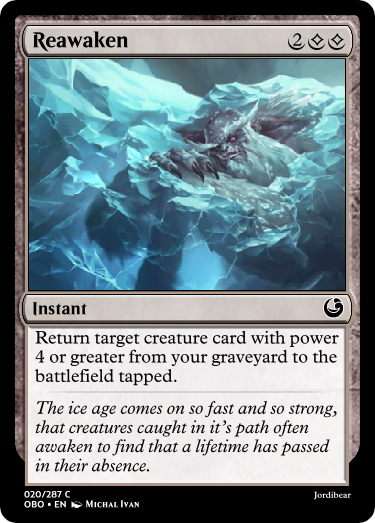 Reawaken 2
Instant
Return target creature card with power
4 or greater from your graveyard to the
battlefield tapped.
The ice age comes on so fast and so strong,
that creatures caught in it's path often
awaken to find that a lifetime has passed
in their absence.
020/287 C
OBO • EN Michal Ivan
Jordibear